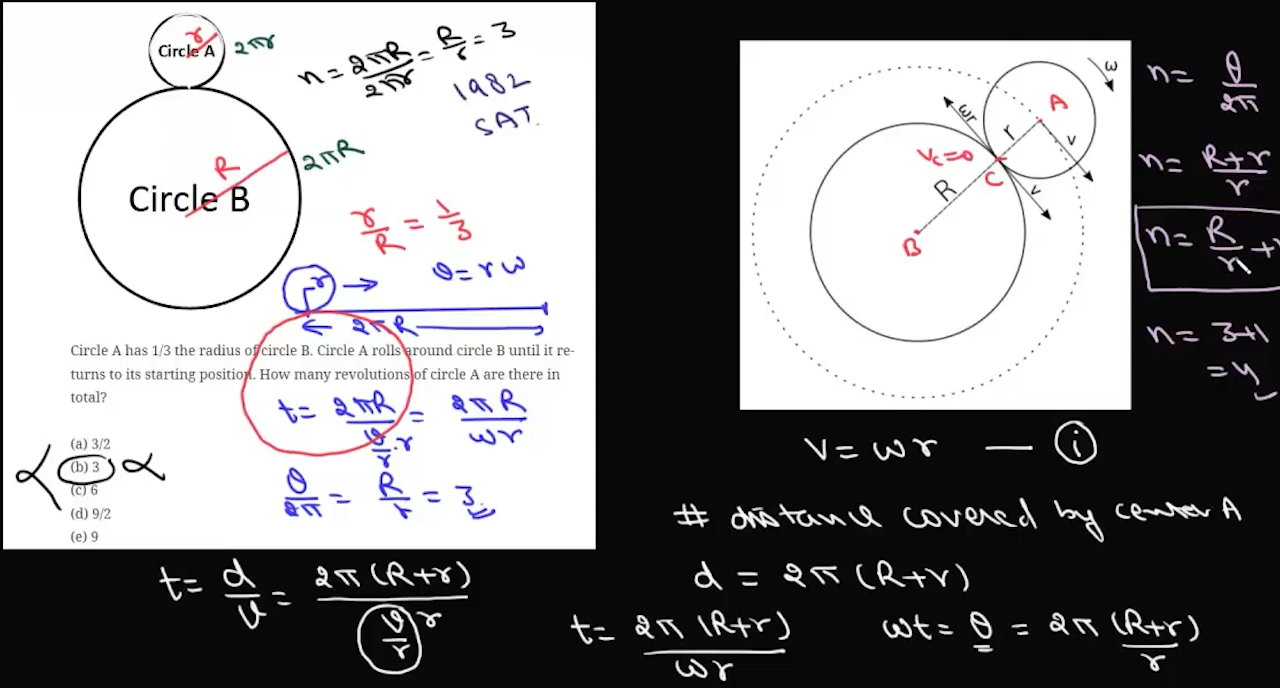 Circle A
r
2πr
n = 2πR/2πr = R/r = 3
1982
SAT.
Circle B
R
2πR
r/R = 1/3
r
v = rω
2πR
Circle A has 1/3 the radius of circle B. Circle A rolls around circle B until it re-
turns to its starting position. How many revolutions of circle A are there in
total?
t = 2πR/(v/r · r) = 2πR/ωr
(a) 3/2
(b) 3
(c) 6
(d) 9/2
(e) 9
θ/2π = R/r = 3
t = d/v = 2π(R+r)/(v/r)r
ω
A
ωr
r
v
Vc=0
C
R
v
B
n = θ/2π
n = R+r/r
n = R/r +
n = 3+1
= 4
v = ωr — (i)
# distance covered by center A
d = 2π (R+r)
t = 2π(R+r)/ωr
ωt = θ = 2π (R+r)/r